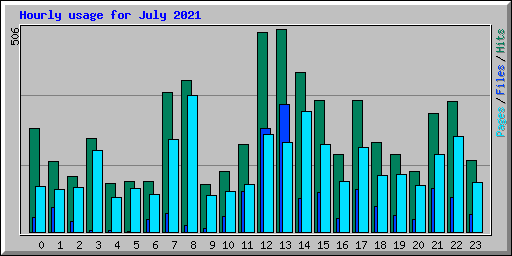 Hourly usage for July 2021
506
Pages / Files / Hits
0 1 2 3 4 5 6 7 8 9 10 11 12 13 14 15 16 17 18 19 20 21 22 23